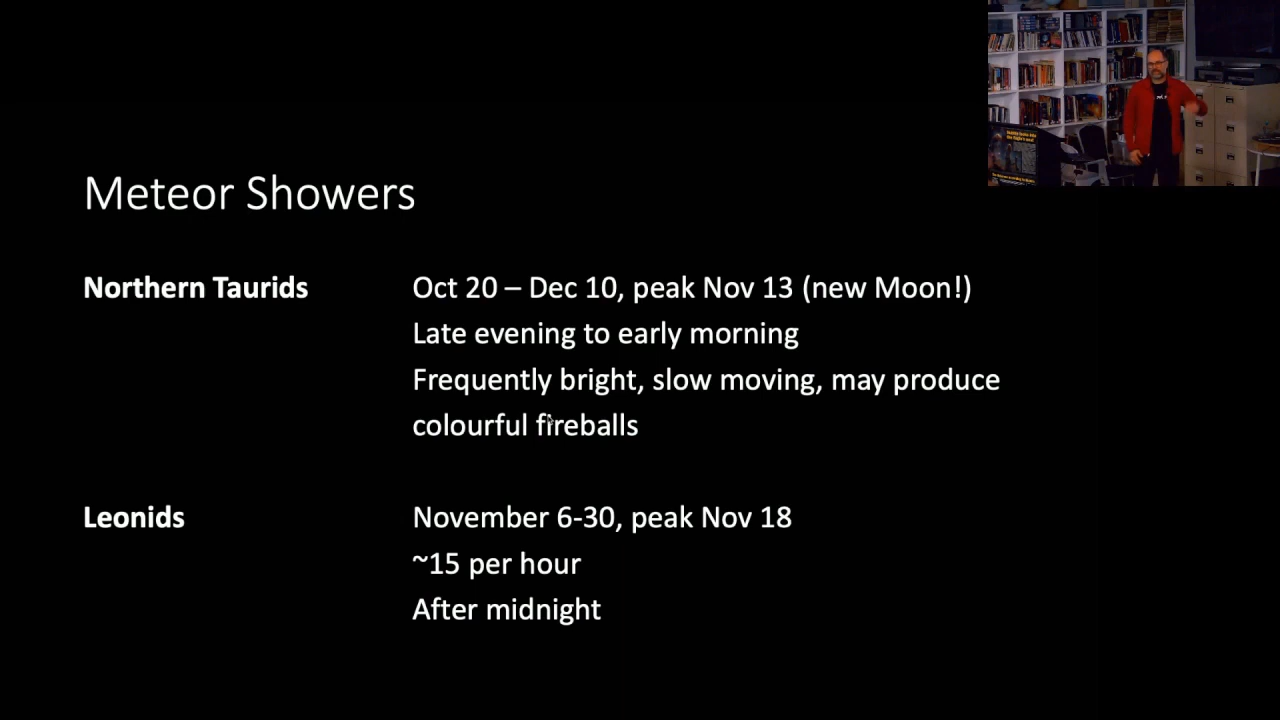 Meteor Showers
Northern Taurids
Oct 20 – Dec 10, peak Nov 13 (new Moon!)
Late evening to early morning
Frequently bright, slow moving, may produce
colourful fireballs
Leonids
November 6-30, peak Nov 18
~15 per hour
After midnight